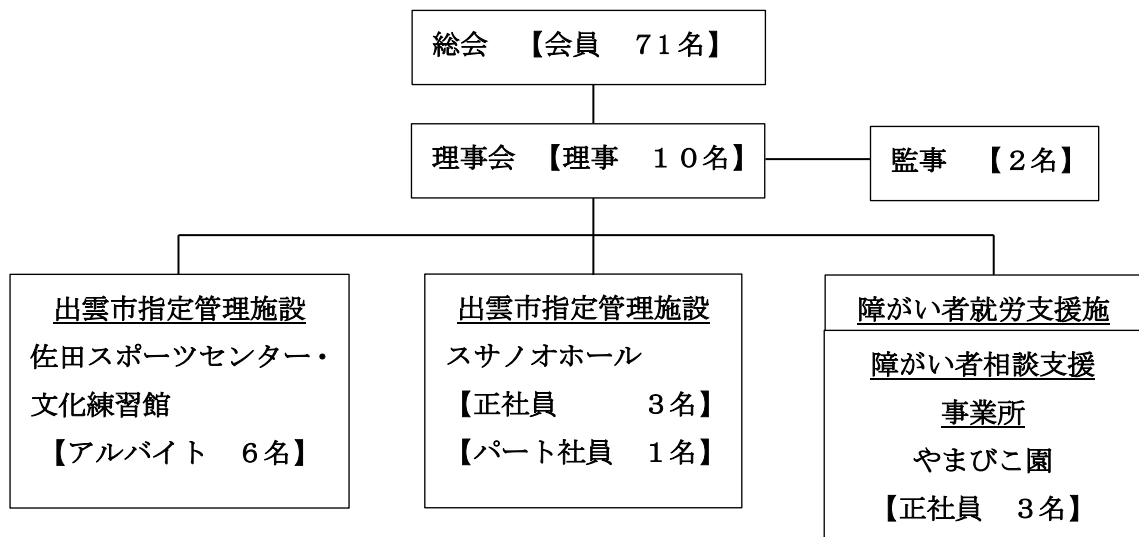 総会　【会員　71名】
理事会　【理事　１０名】
監事　【２名】
出雲市指定管理施設
佐田スポーツセンター・
文化練習館
【アルバイト　６名】
出雲市指定管理施設
スサノオホール
【正社員　　　３名】
【パート社員　１名】
障がい者就労支援施
障がい者相談支援
事業所
やまびこ園
【正社員　３名】